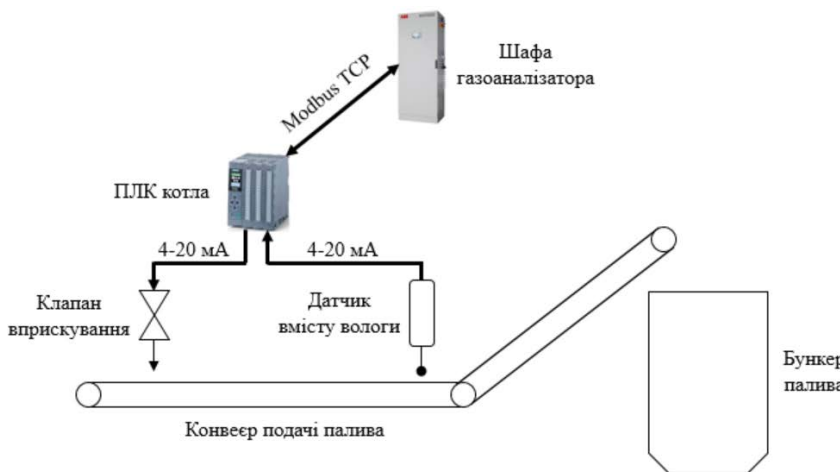 Шафа
газоаналізатора
Modbus TCP
ПЛК котла
4-20 мА
4-20 мА
Клапан
вприскування
Датчик
вмісту вологи
Бункер
палива
Конвеєр подачі палива